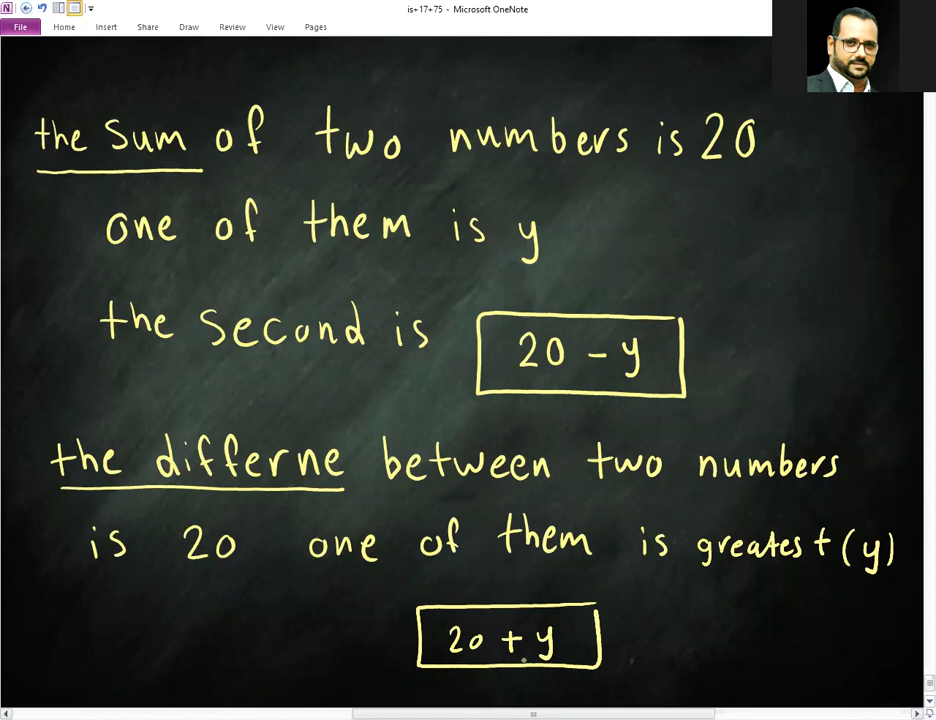 is+17+75 - Microsoft OneNote
File Home Insert Share Draw Review View Pages
the Sum of two numbers is 20
one of them is y
the second is 20 - y
the differne between two numbers
is 20 one of them is greatest (y)
20 + y